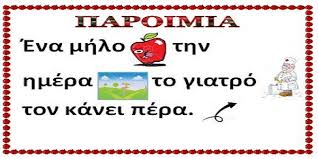 ΠΑΡΟΙΜΙΑ
Ένα μήλο την
ημέρα το γιατρό
τον κάνει πέρα.